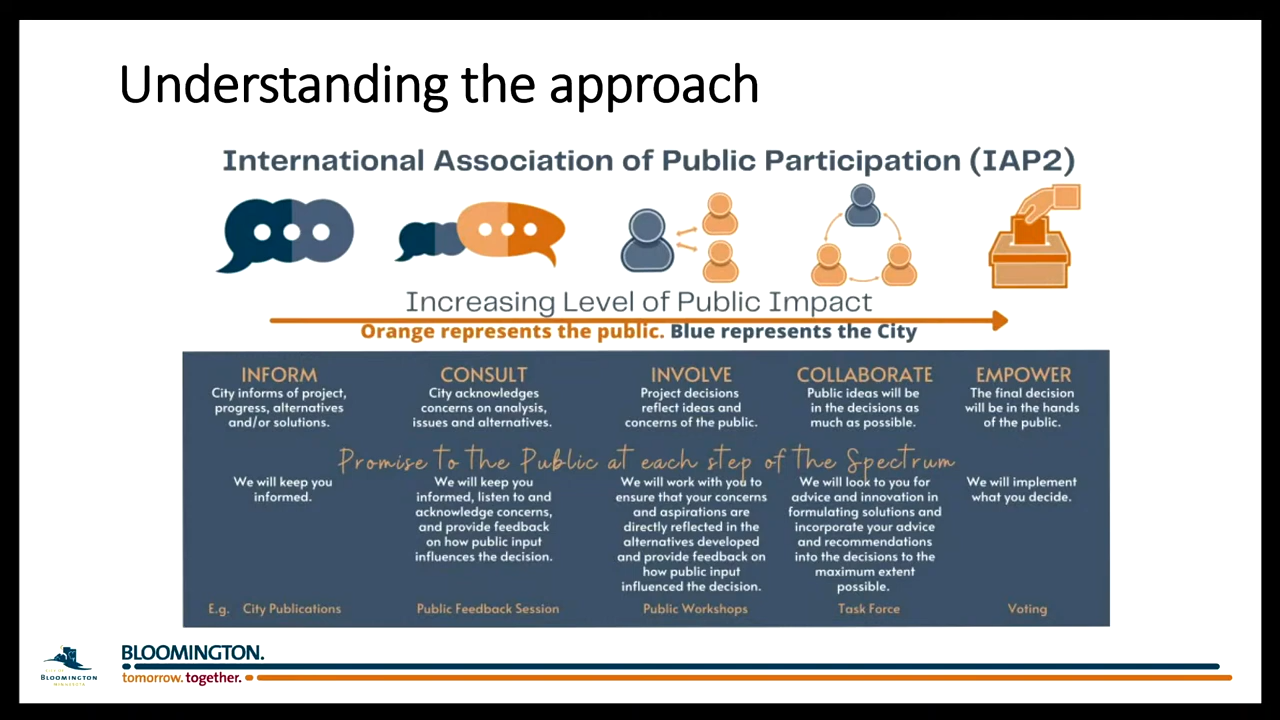 Understanding the approach
International Association of Public Participation (IAP2)
Increasing Level of Public Impact
Orange represents the public. Blue represents the City
INFORM
City informs of project,
progress, alternatives
and/or solutions.
CONSULT
City acknowledges
concerns on analysis,
issues and alternatives.
INVOLVE
Project decisions
reflect ideas and
concerns of the public.
COLLABORATE
Public ideas will be
in the decisions as
much as possible.
EMPOWER
The final decision
will be in the hands
of the public.
Promise to the Public at each step of the Spectrum
We will keep you
informed.
We will keep you
informed, listen to and
acknowledge concerns,
and provide feedback
on how public input
influences the decision.
We will work with you to
ensure that your concerns
and aspirations are
directly reflected in the
alternatives developed
and provide feedback on
how public input
influenced the decision.
We will look to you for
advice and innovation in
formulating solutions and
incorporate your advice
and recommendations
into the decisions to the
maximum extent
possible.
We will implement
what you decide.
E.g. City Publications
Public Feedback Session
Public Workshops
Task Force
Voting
CITY OF
BLOOMINGTON
MINNESOTA
BLOOMINGTON.
tomorrow. together.